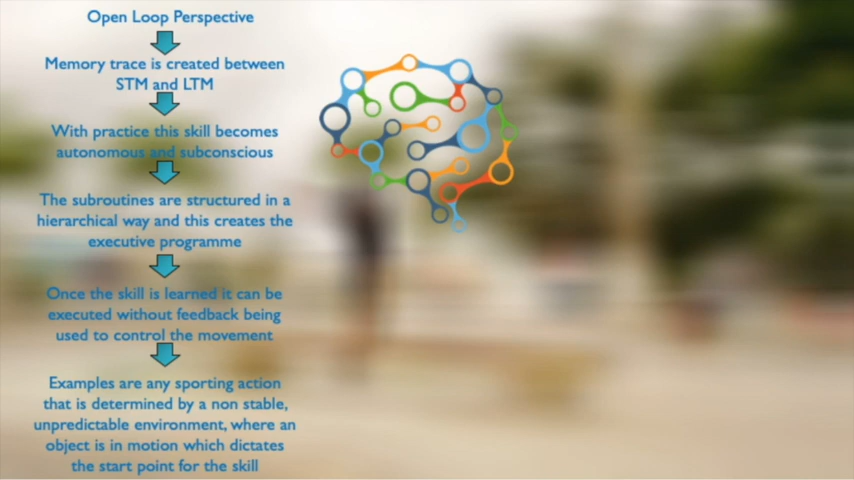 Open Loop Perspective
Memory trace is created between
STM and LTM
With practice this skill becomes
autonomous and subconscious
The subroutines are structured in a
hierarchical way and this creates the
executive programme
Once the skill is learned it can be
executed without feedback being
used to control the movement
Examples are any sporting action
that is determined by a non stable,
unpredictable environment, where an
object is in motion which dictates
the start point for the skill